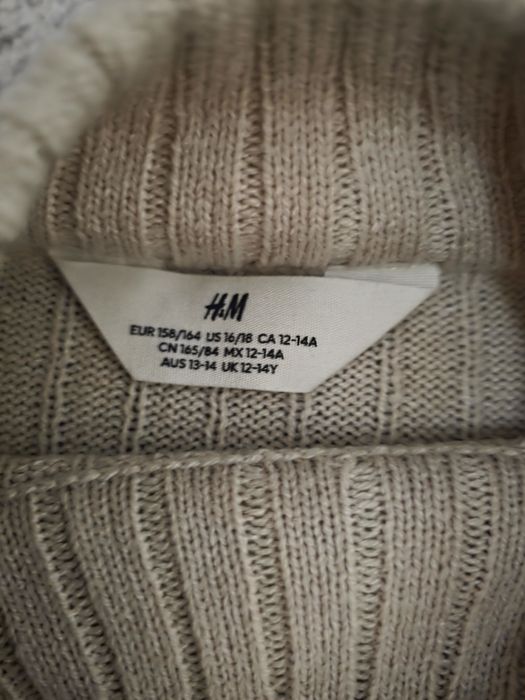 H&M
EUR 158/164 US 16/18 CA 12-14A
CN 165/84 MX 12-14A
AUS 13-14 UK 12-14Y